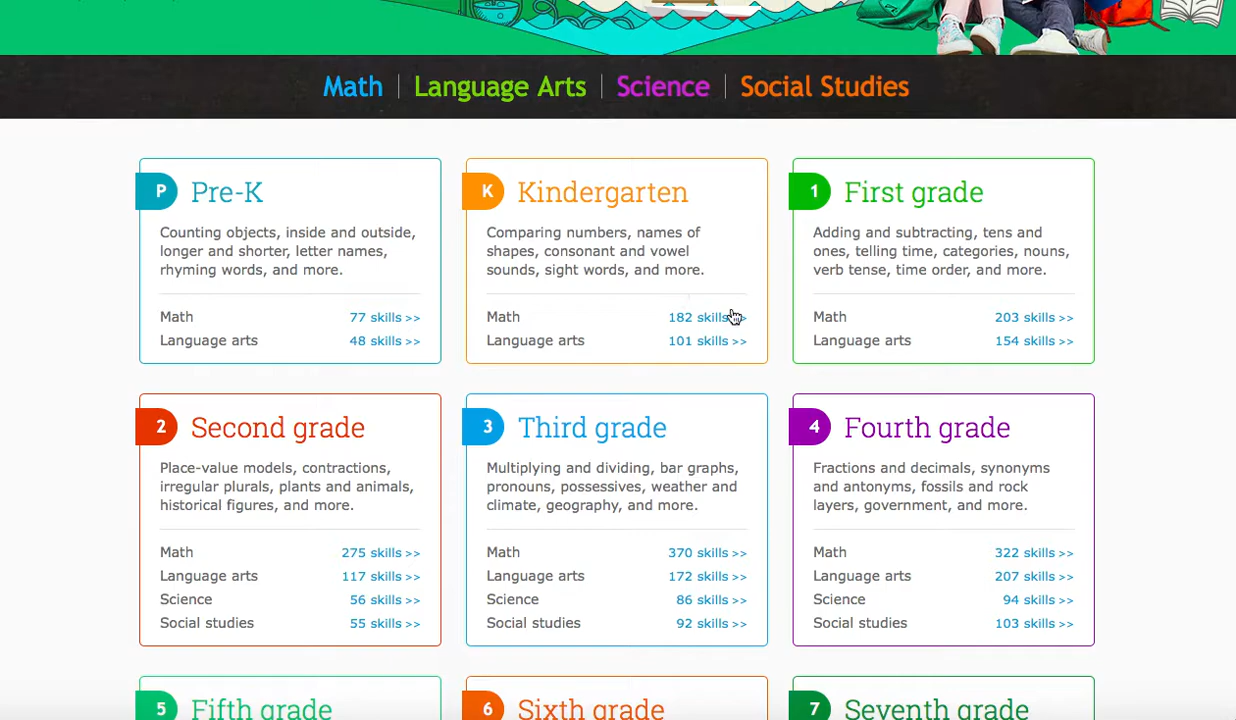 Math | Language Arts | Science | Social Studies
P Pre-K
Counting objects, inside and outside,
longer and shorter, letter names,
rhyming words, and more.
Math 77 skills >>
Language arts 48 skills >>
K Kindergarten
Comparing numbers, names of
shapes, consonant and vowel
sounds, sight words, and more.
Math 182 skills >>
Language arts 101 skills >>
1 First grade
Adding and subtracting, tens and
ones, telling time, categories, nouns,
verb tense, time order, and more.
Math 203 skills >>
Language arts 154 skills >>
2 Second grade
Place-value models, contractions,
irregular plurals, plants and animals,
historical figures, and more.
Math 275 skills >>
Language arts 117 skills >>
Science 56 skills >>
Social studies 55 skills >>
3 Third grade
Multiplying and dividing, bar graphs,
pronouns, possessives, weather and
climate, geography, and more.
Math 370 skills >>
Language arts 172 skills >>
Science 86 skills >>
Social studies 92 skills >>
4 Fourth grade
Fractions and decimals, synonyms
and antonyms, fossils and rock
layers, government, and more.
Math 322 skills >>
Language arts 207 skills >>
Science 94 skills >>
Social studies 103 skills >>
5 Fifth grade
6 Sixth grade
7 Seventh grade